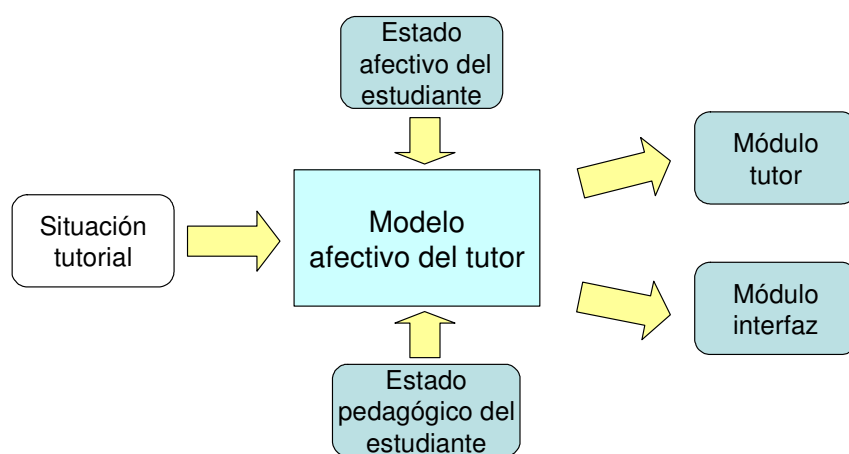 Estado
afectivo del
estudiante
Módulo
tutor
Situación
tutorial
Modelo
afectivo del tutor
Módulo
interfaz
Estado
pedagógico del
estudiante